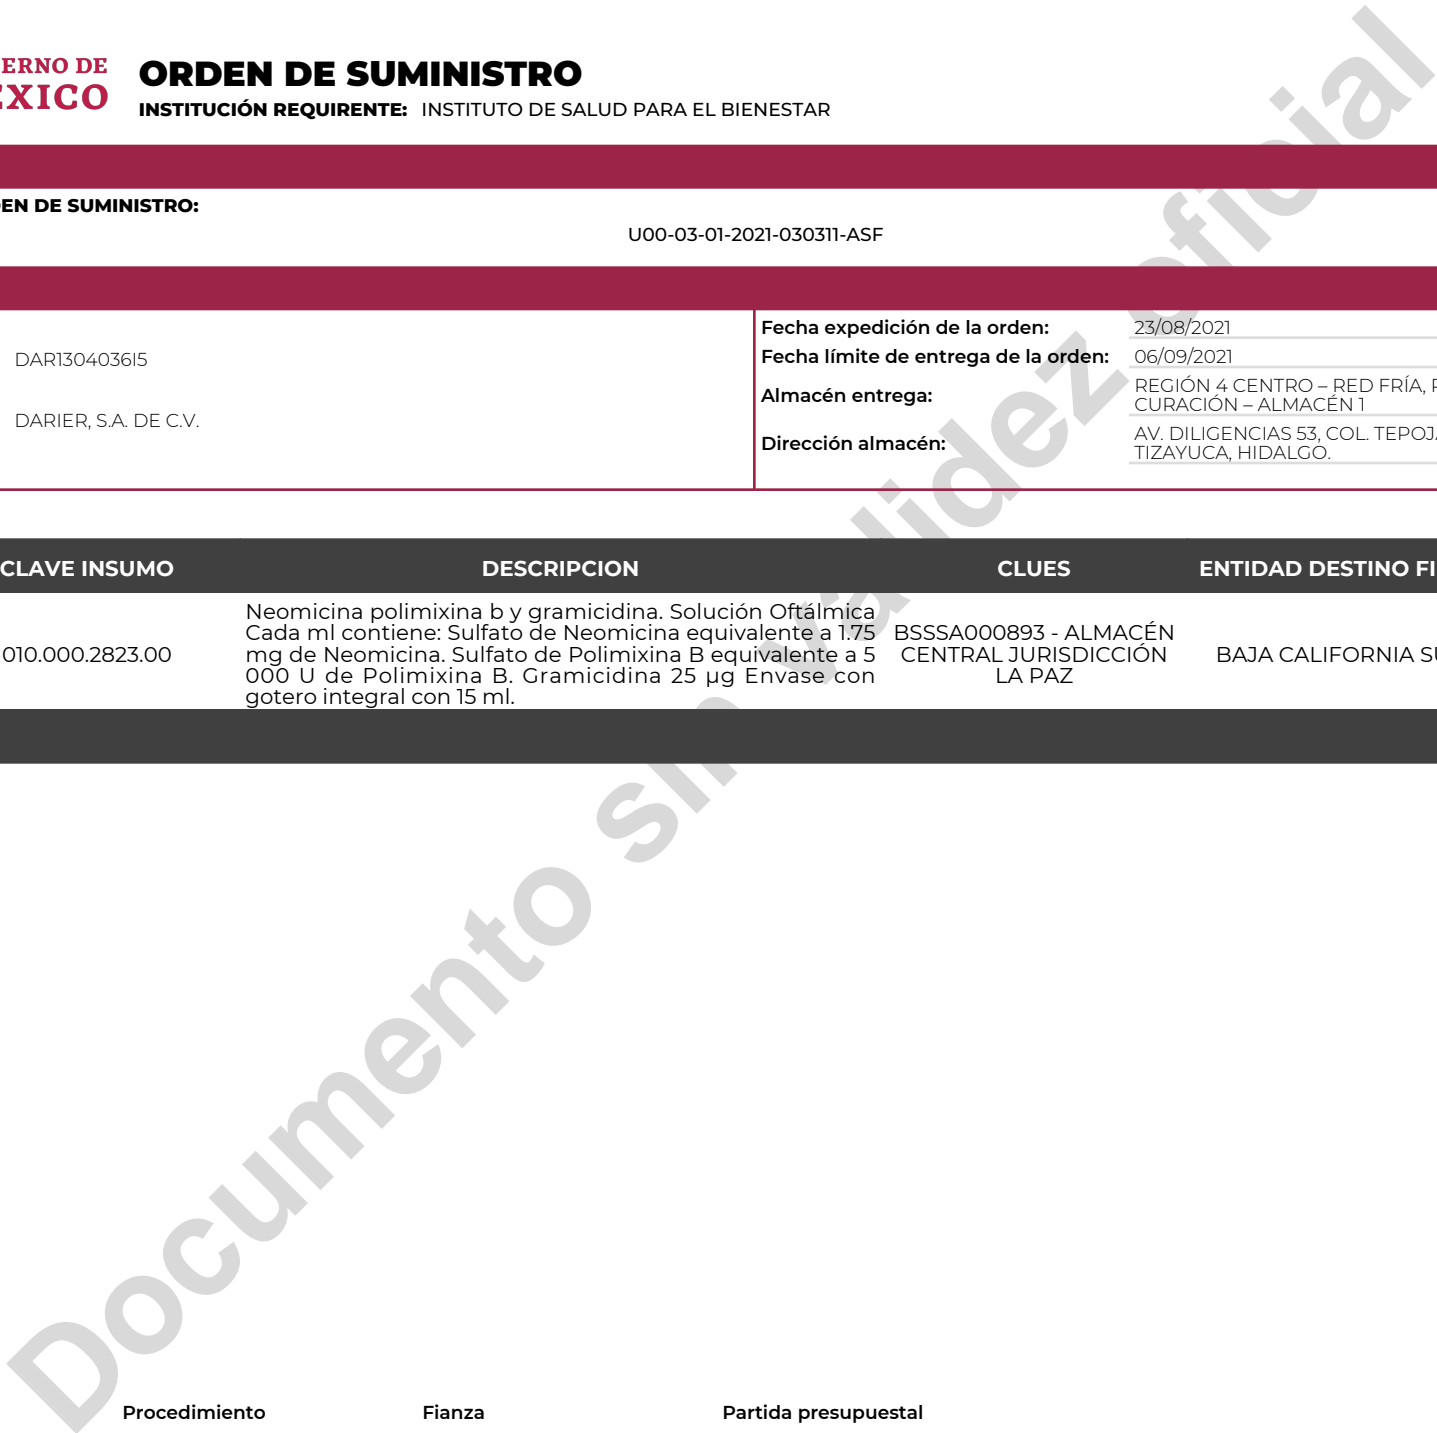 ERNO DE
ÉXICO
ORDEN DE SUMINISTRO
INSTITUCIÓN REQUIRENTE: INSTITUTO DE SALUD PARA EL BIENESTAR
EN DE SUMINISTRO:
U00-03-01-2021-030311-ASF
DAR1304036I5
DARIER, S.A. DE C.V.
Fecha expedición de la orden: 23/08/2021
Fecha límite de entrega de la orden: 06/09/2021
Almacén entrega: REGIÓN 4 CENTRO – RED FRÍA,
CURACIÓN – ALMACÉN 1
Dirección almacén: AV. DILIGENCIAS 53, COL. TEPOJ
TIZAYUCA, HIDALGO.
CLAVE INSUMO DESCRIPCION CLUES ENTIDAD DESTINO FI
010.000.2823.00
Neomicina polimixina b y gramicidina. Solución Oftálmica
Cada ml contiene: Sulfato de Neomicina equivalente a 1.75
mg de Neomicina. Sulfato de Polimixina B equivalente a 5
000 U de Polimixina B. Gramicidina 25 µg Envase con
gotero integral con 15 ml.
BSSSA000893 - ALMACÉN
CENTRAL JURISDICCIÓN
LA PAZ
BAJA CALIFORNIA SU
Documento sin validez oficial
Procedimiento Fianza Partida presupuestal